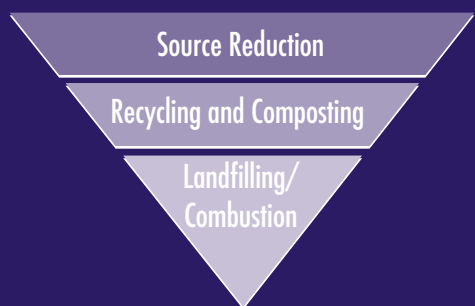 Source Reduction
Recycling and Composting
Landfilling/
Combustion